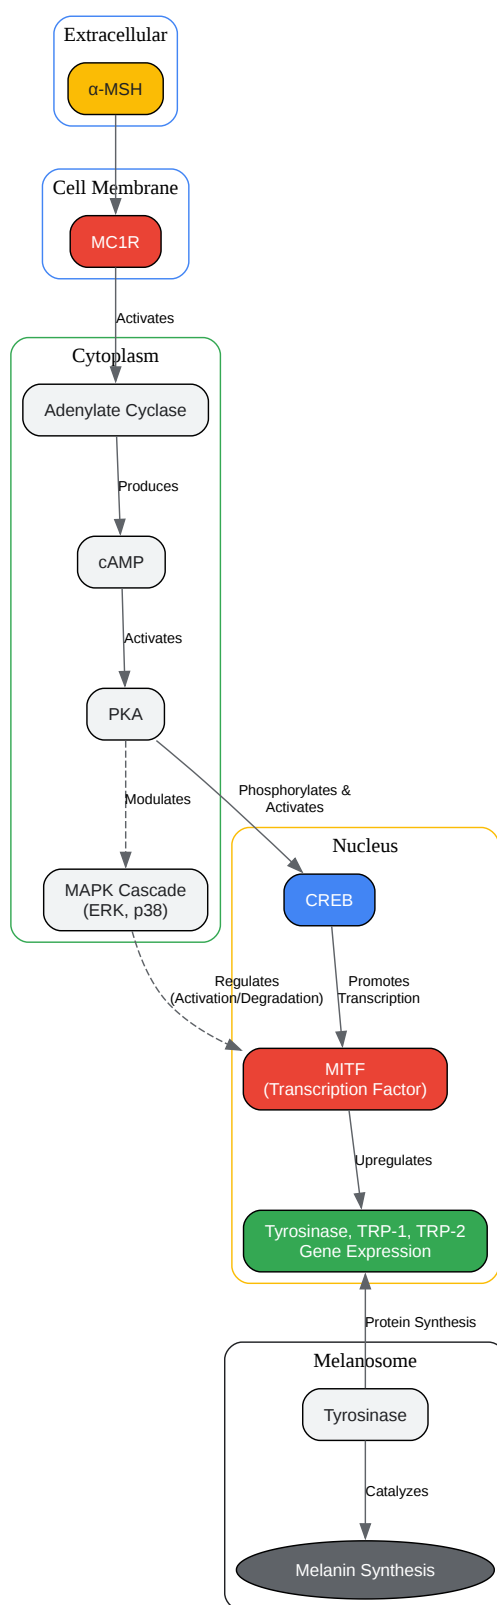 Extracellular
α-MSH
Cell Membrane
MC1R
Activates
Cytoplasm
Adenylate Cyclase
Produces
cAMP
Activates
PKA
Modulates
Phosphorylates &
Activates
Nucleus
MAPK Cascade
(ERK, p38)
CREB
Regulates
(Activation/Degradation)
Promotes
Transcription
MITF
(Transcription Factor)
Upregulates
Tyrosinase, TRP-1, TRP-2
Gene Expression
Protein Synthesis
Melanosome
Tyrosinase
Catalyzes
Melanin Synthesis